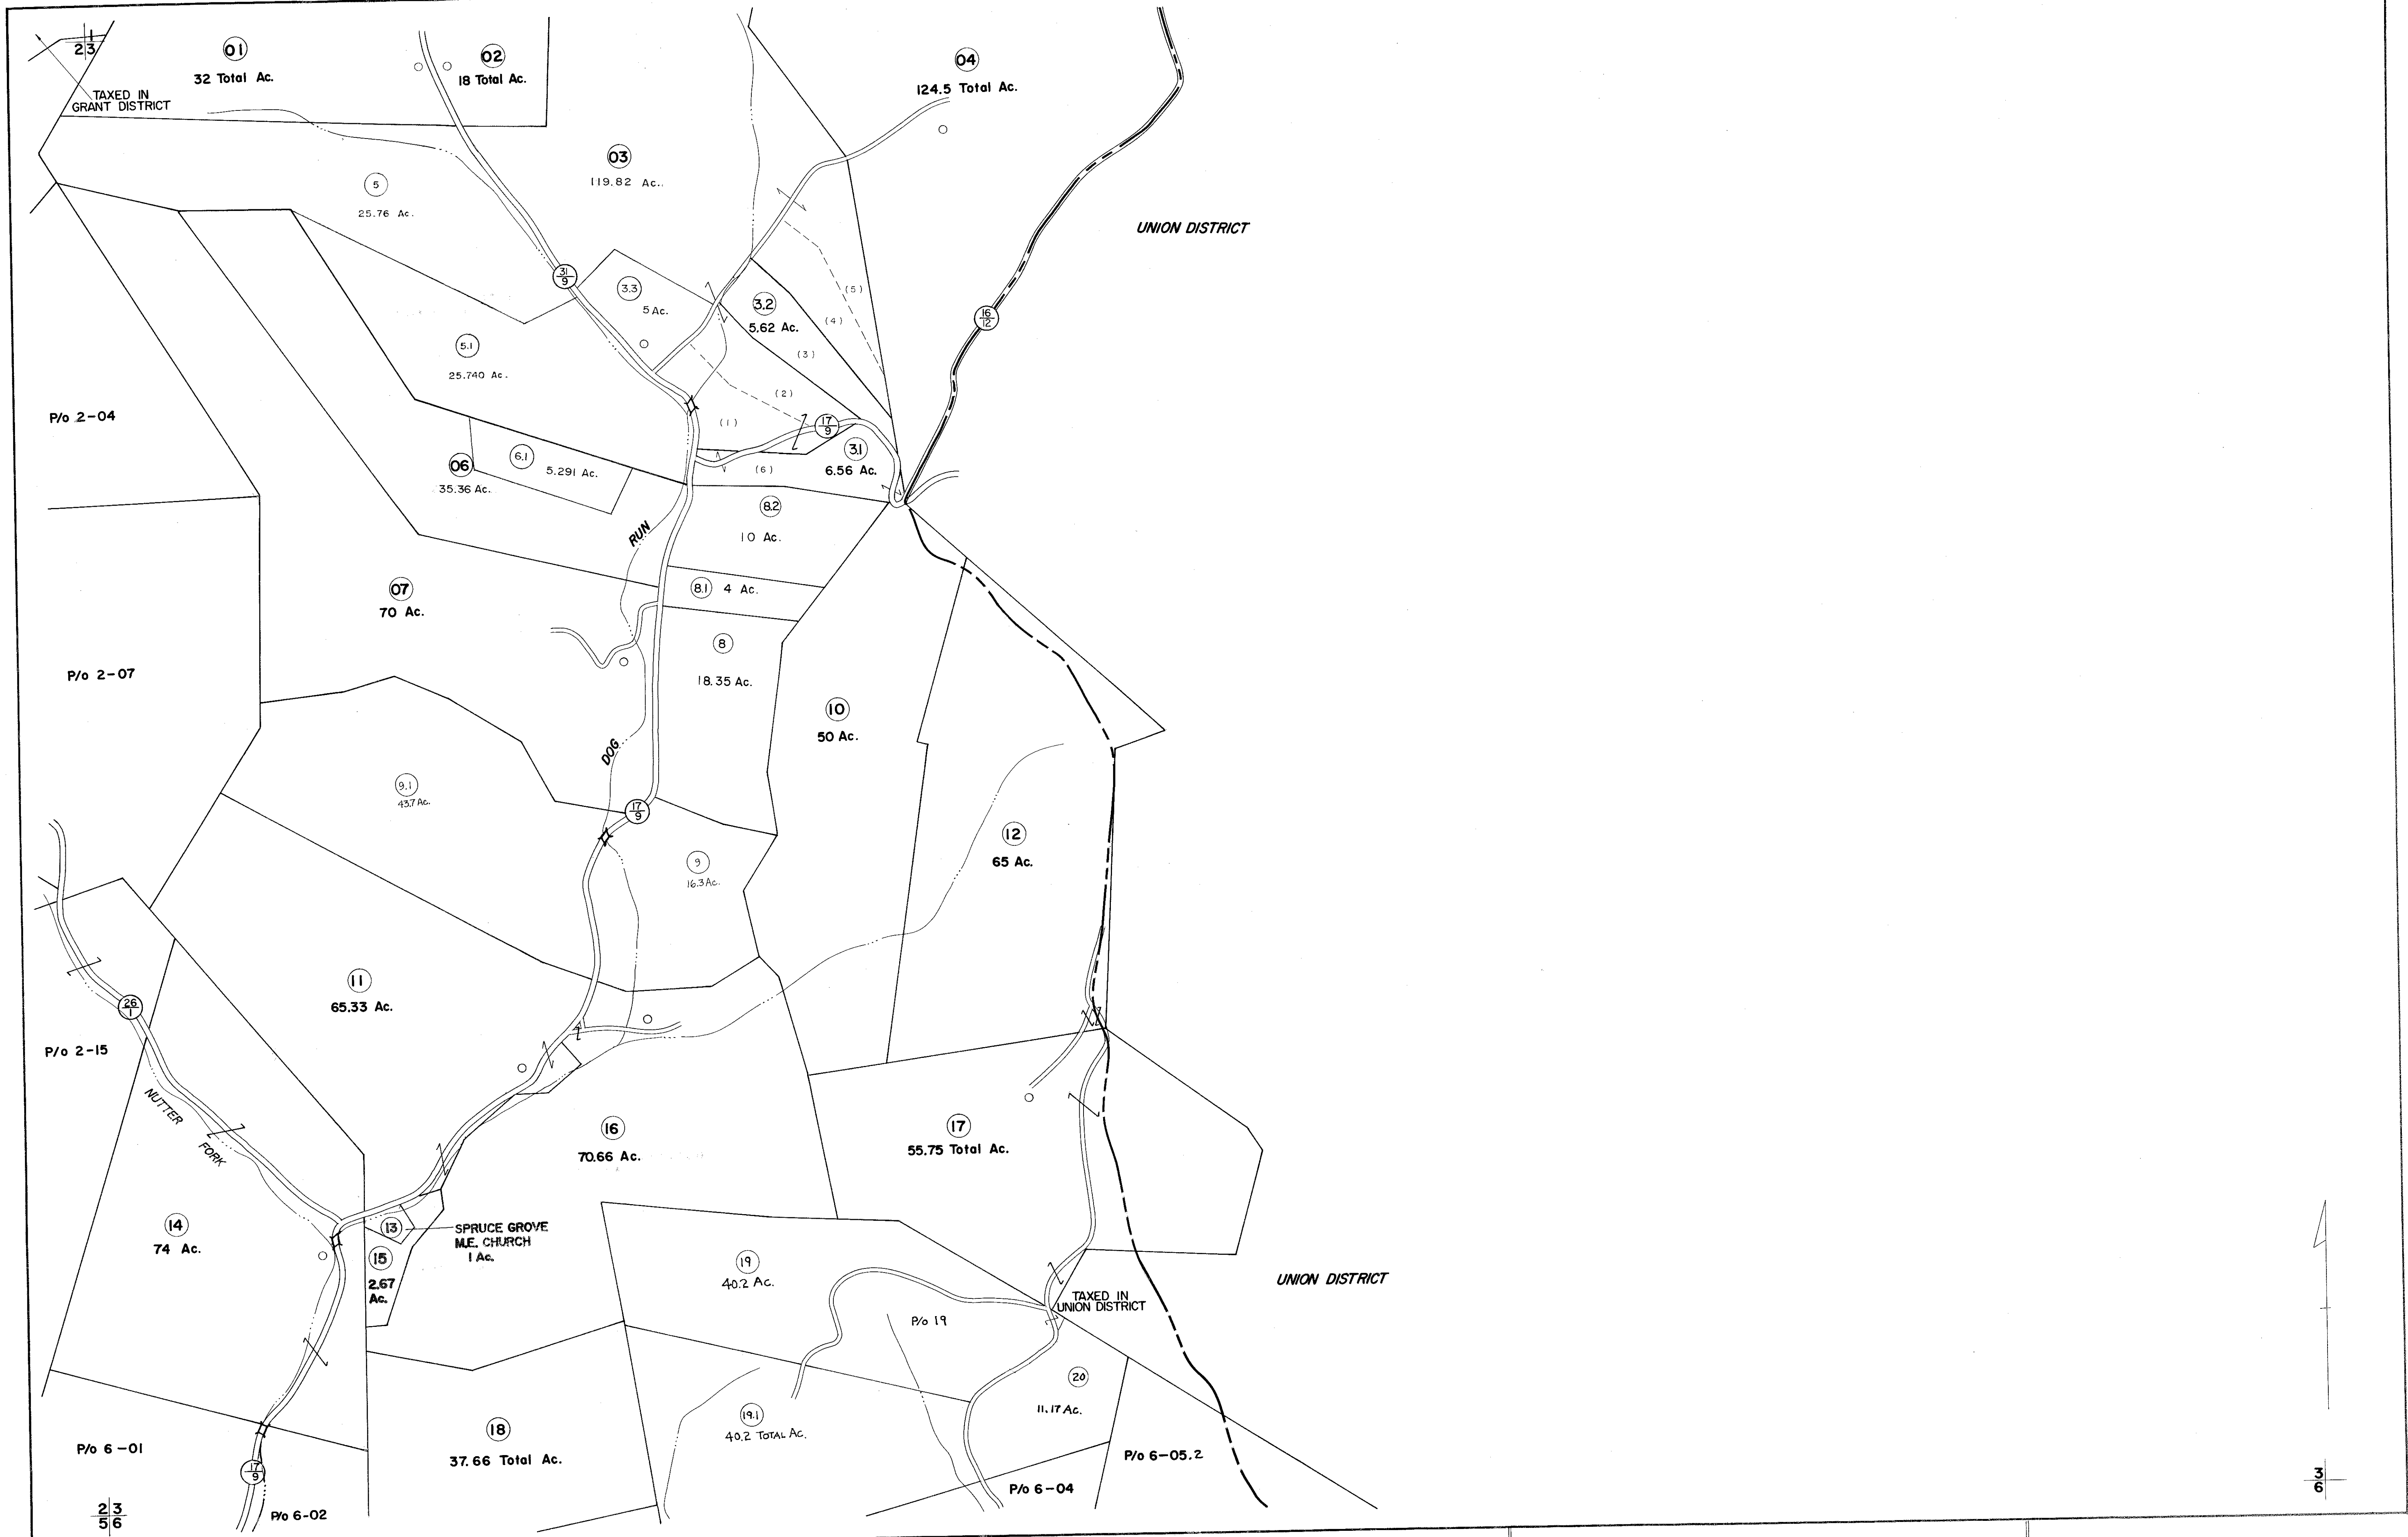 1
2 3
TAXED IN
GRANT DISTRICT
01
32 Total Ac.
02
18 Total Ac.
03
119.82 Ac.
04
124.5 Total Ac.
UNION DISTRICT
5
25.76 Ac.
31
9
3.3
5 Ac.
3.2
5.62 Ac.
(5)
(4)
(3)
(2)
(1)
16
12
5.1
25.740 Ac.
P/o 2-04
17
9
3.1
6.56 Ac.
(6)
06
35.36 Ac.
6.1
5.291 Ac.
8.2
10 Ac.
RUN
8.1 4 Ac.
07
70 Ac.
8
18.35 Ac.
P/o 2-07
10
50 Ac.
DOG
9.1
43.7 Ac.
17
9
12
65 Ac.
9
16.3 Ac.
11
65.33 Ac.
26
1
P/o 2-15
NUTTER
FORK
16
70.66 Ac.
17
55.75 Total Ac.
14
74 Ac.
13
SPRUCE GROVE
M.E. CHURCH
1 Ac.
15
2.67
Ac.
19
40.2 Ac.
UNION DISTRICT
TAXED IN
UNION DISTRICT
P/o 19
20
11.17 Ac.
19.1
40.2 TOTAL AC.
18
37.66 Total Ac.
P/o 6-01
17
9
P/o 6-05.2
P/o 6-04
P/o 6-02
2 3
5 6
3
6